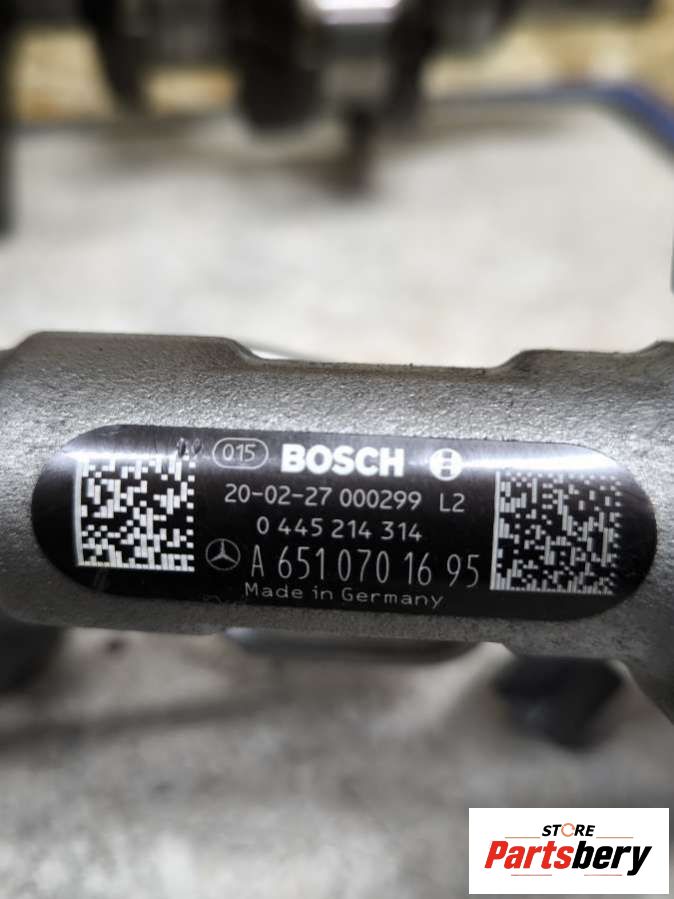 015 BOSCH
20-02-27 000299 L2
0 445 214 314
A 651 070 16 95
Made in Germany
STORE
Partsbery